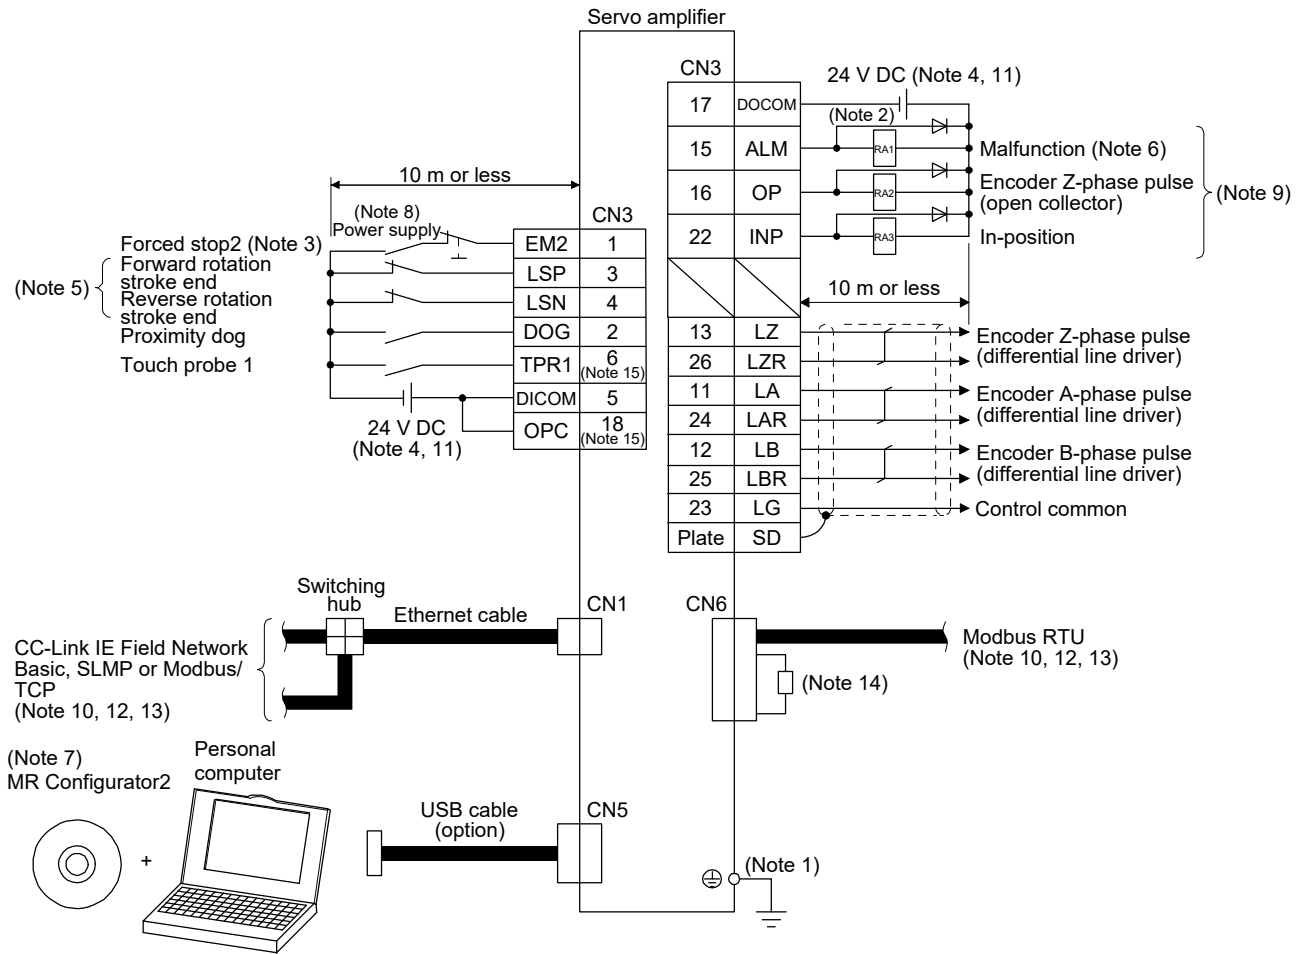 Servo amplifier
CN3
24 V DC (Note 4, 11)
17 DOCOM
(Note 2)
15 ALM
RA1
Malfunction (Note 6)
16 OP
RA2
Encoder Z-phase pulse
(open collector)
(Note 9)
22 INP
RA3
In-position
10 m or less
13 LZ
Encoder Z-phase pulse
26 LZR
(differential line driver)
11 LA
Encoder A-phase pulse
24 LAR
(differential line driver)
12 LB
Encoder B-phase pulse
25 LBR
(differential line driver)
23 LG
Control common
Plate SD
10 m or less
CN3
(Note 8)
Power supply
Forced stop2 (Note 3)
EM2 1
(Note 5)
Forward rotation
stroke end
LSP 3
Reverse rotation
stroke end
LSN 4
Proximity dog
DOG 2
Touch probe 1
TPR1 6
(Note 15)
DICOM 5
24 V DC
(Note 4, 11)
OPC 18
(Note 15)
Switching
hub
Ethernet cable
CN1
CN6
CC-Link IE Field Network
Basic, SLMP or Modbus/
TCP
(Note 10, 12, 13)
Modbus RTU
(Note 10, 12, 13)
(Note 14)
(Note 7)
MR Configurator2
Personal
computer
+
USB cable
(option)
CN5
(Note 1)